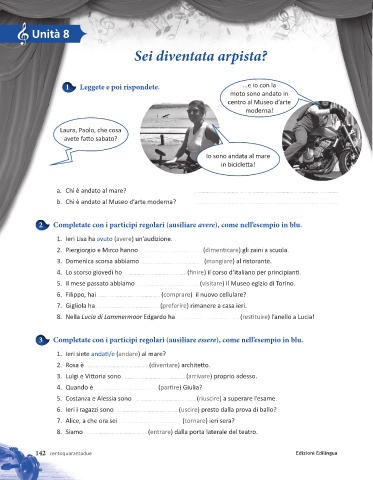 Unità 8
Sei diventata arpista?
1 Leggete e poi rispondete.
...e io con la
moto sono andato in
centro al Museo d'arte
moderna!
Laura, Paolo, che cosa
avete fatto sabato?
Io sono andata al mare
in bicicletta!
a. Chi è andato al mare?
b. Chi è andato al Museo d'arte moderna?
2 Completate con i participi regolari (ausiliare avere), come nell'esempio in blu.
1. Ieri Lisa ha avuto (avere) un'audizione.
2. Piergiorgio e Mirco hanno (dimenticare) gli zaini a scuola.
3. Domenica scorsa abbiamo (mangiare) al ristorante.
4. Lo scorso giovedì ho (finire) il corso d'italiano per principianti.
5. Il mese passato abbiamo (visitare) il Museo egizio di Torino.
6. Filippo, hai (comprare) il nuovo cellulare?
7. Gigliola ha (preferire) rimanere a casa ieri.
8. Nella Lucia di Lammermoor Edgardo ha (restituire) l'anello a Lucia!
3 Completate con i participi regolari (ausiliare essere), come nell'esempio in blu.
1. Ieri siete andati/e (andare) al mare?
2. Rosa è (diventare) architetto.
3. Luigi e Vittoria sono (arrivare) proprio adesso.
4. Quando è (partire) Giulia?
5. Costanza e Alessia sono (riuscire) a superare l'esame.
6. Ieri i ragazzi sono (uscire) presto dalla prova di ballo?
7. Alice, a che ora sei (tornare) ieri sera?
8. Siamo (entrare) dalla porta laterale del teatro.
142 centoquarantadue Edizioni Edilingua